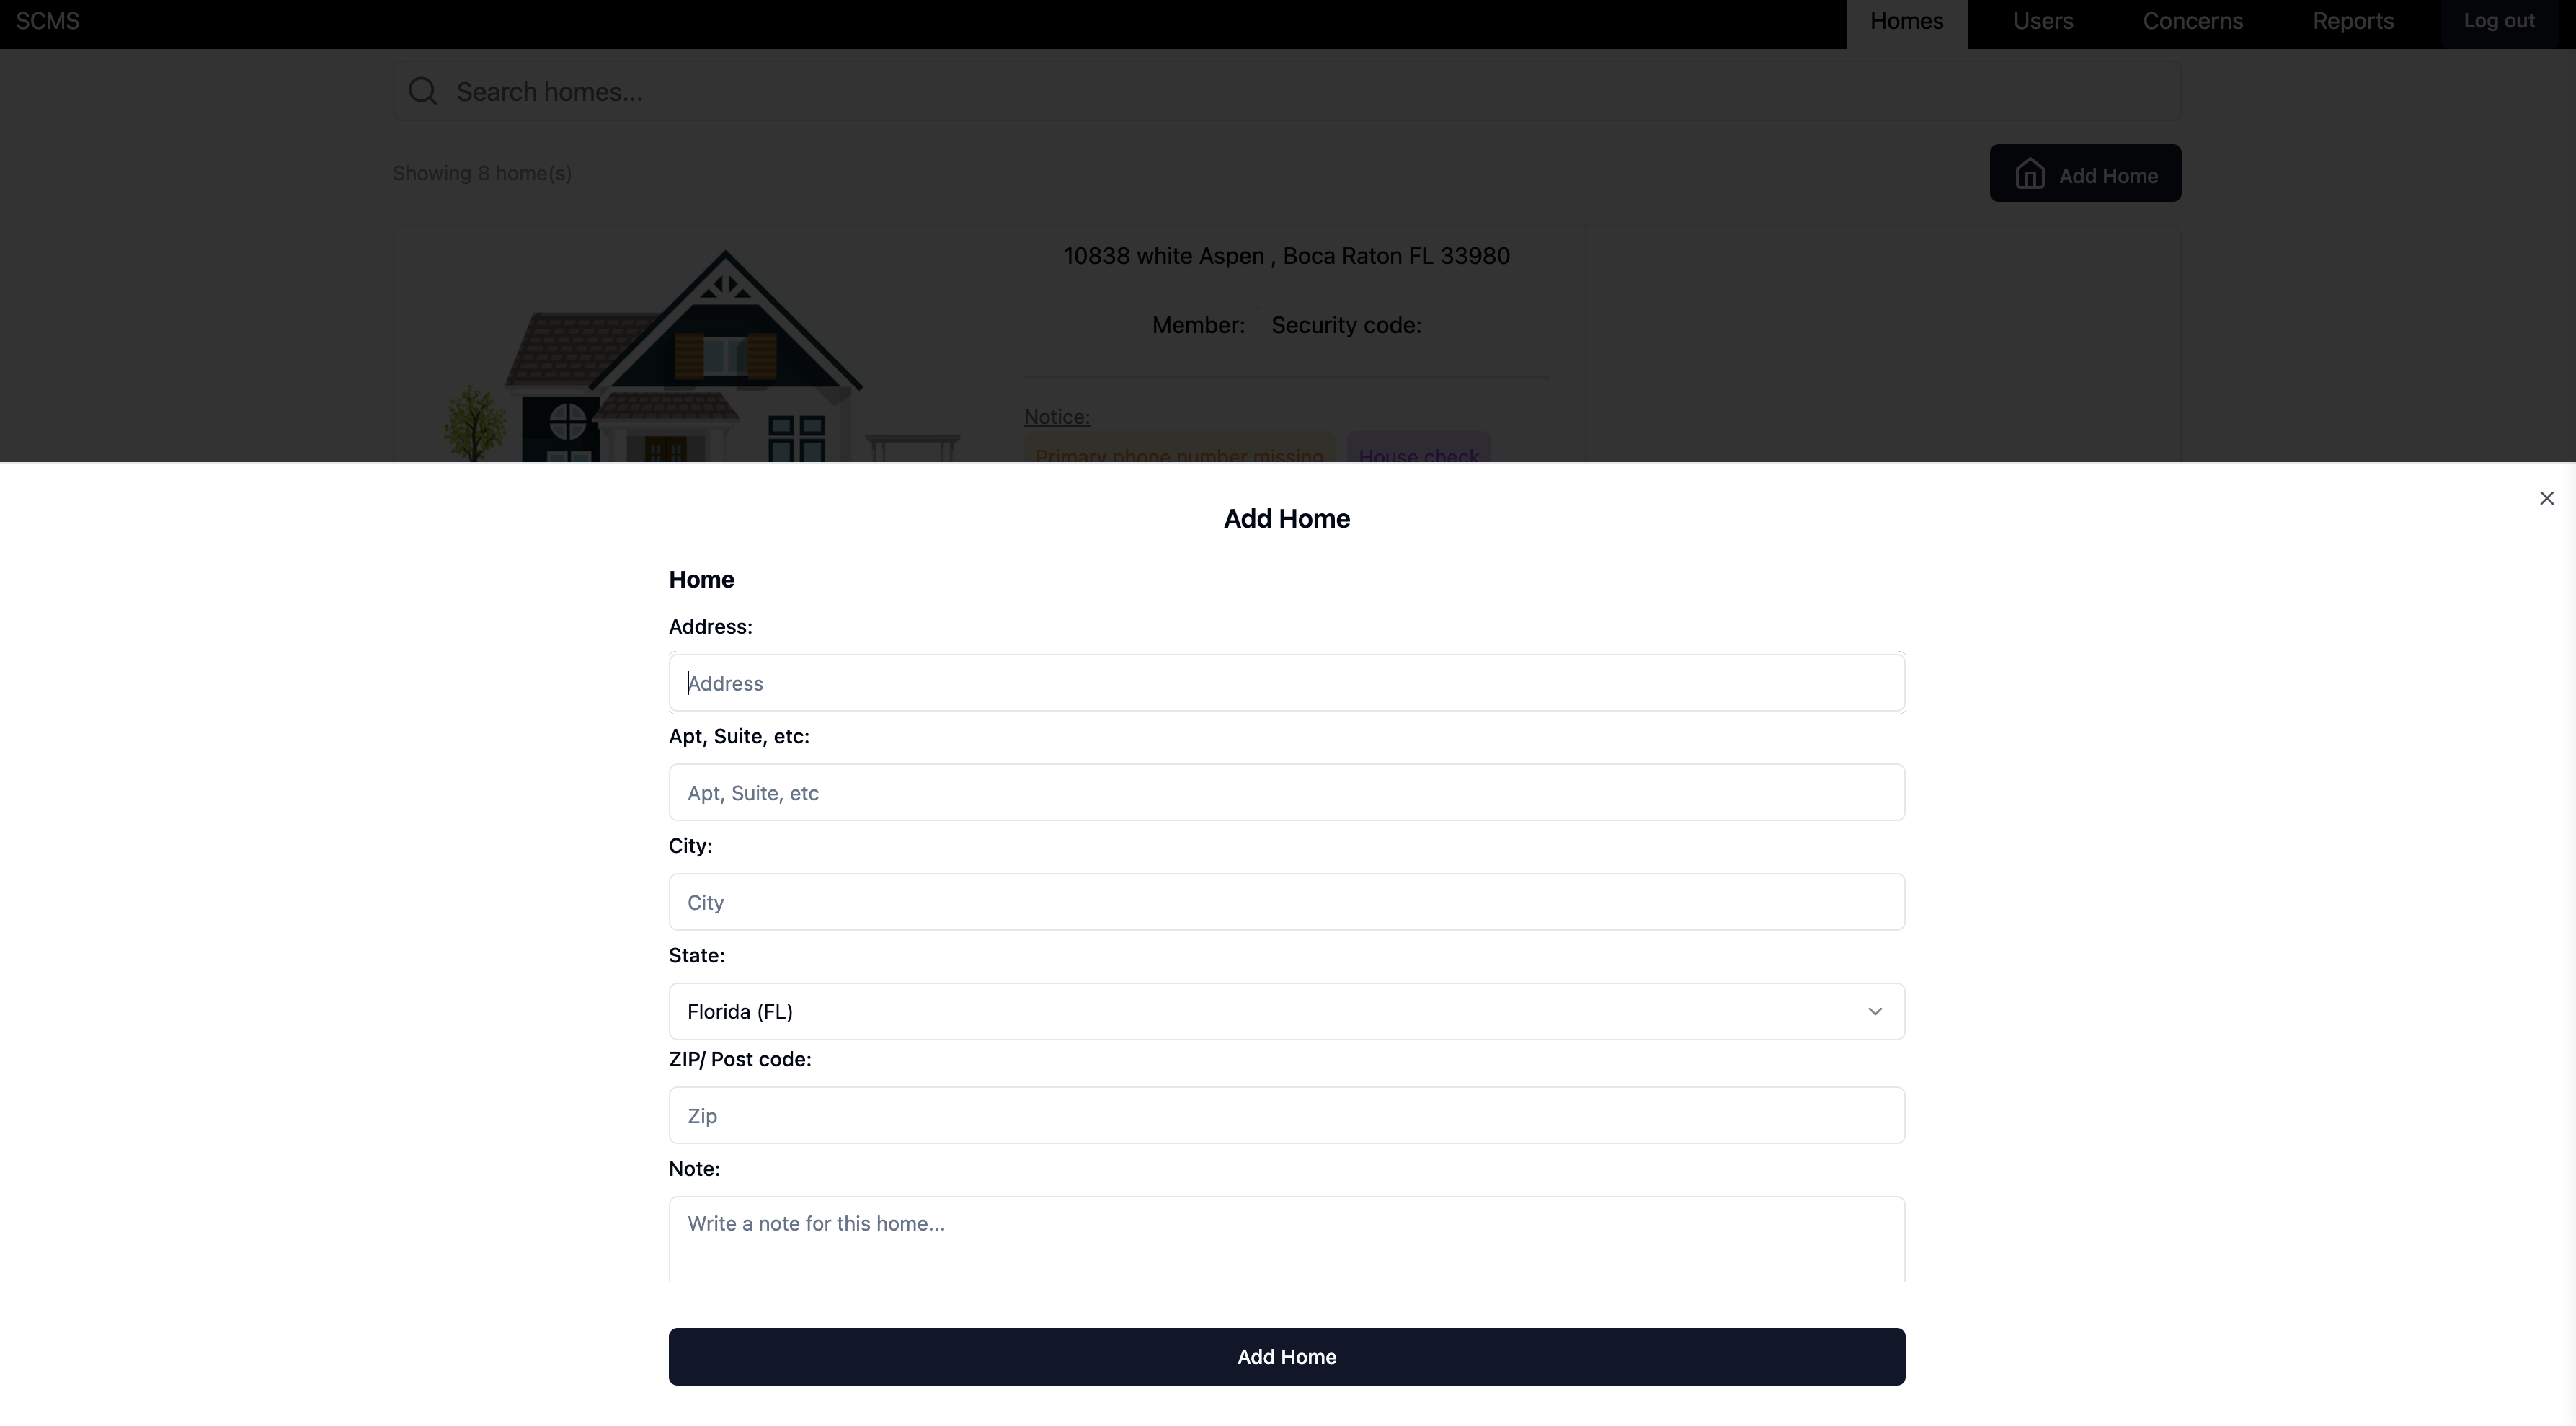 SCMS Homes Users Concerns Reports Log out
Search homes...
Showing 8 home(s) Add Home
10838 white Aspen , Boca Raton FL 33980
Member: Security code:
Notice:
Primary phone number missing House check
Add Home
Home
Address:
Address
Apt, Suite, etc:
Apt, Suite, etc
City:
City
State:
Florida (FL)
ZIP/ Post code:
Zip
Note:
Write a note for this home...
Add Home